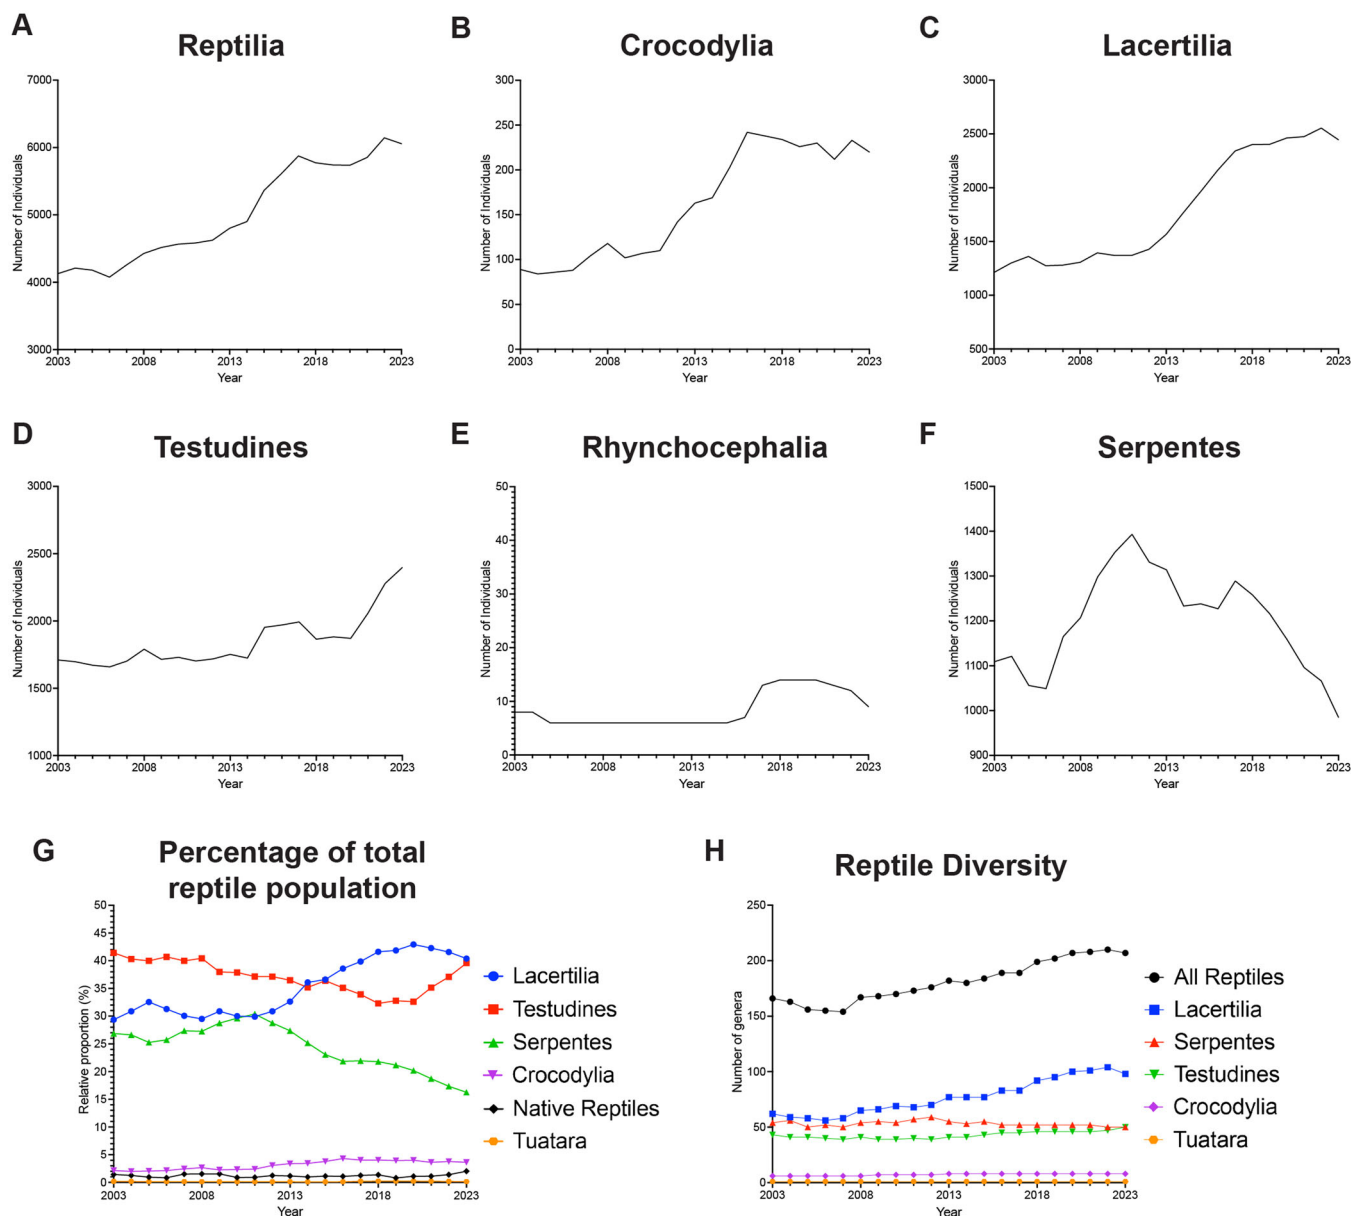 A
Reptilia
7000
6000
5000
4000
3000
Number of Individuals
2003
2008
2013
2018
2023
Year
B
Crocodylia
300
250
200
150
100
50
0
Number of Individuals
2003
2008
2013
2018
2023
Year
C
Lacertilia
3000
2500
2000
1500
1000
500
Number of Individuals
2003
2008
2013
2018
2023
Year
D
Testudines
3000
2500
2000
1500
1000
Number of Individuals
2003
2008
2013
2018
2023
Year
E
Rhynchocephalia
50
40
30
20
10
0
Number of Individuals
2003
2008
2013
2018
2023
Year
F
Serpentes
1500
1400
1300
1200
1100
1000
900
Number of Individuals
2003
2008
2013
2018
2023
Year
G
Percentage of total
reptile population
50
45
40
35
30
25
20
15
10
5
0
Relative proportion (%)
2003
2008
2013
2018
2023
Year
Lacertilia
Testudines
Serpentes
Crocodylia
Native Reptiles
Tuatara
H
Reptile Diversity
250
200
150
100
50
0
Number of genera
2003
2008
2013
2018
2023
Year
All Reptiles
Lacertilia
Serpentes
Testudines
Crocodylia
Tuatara